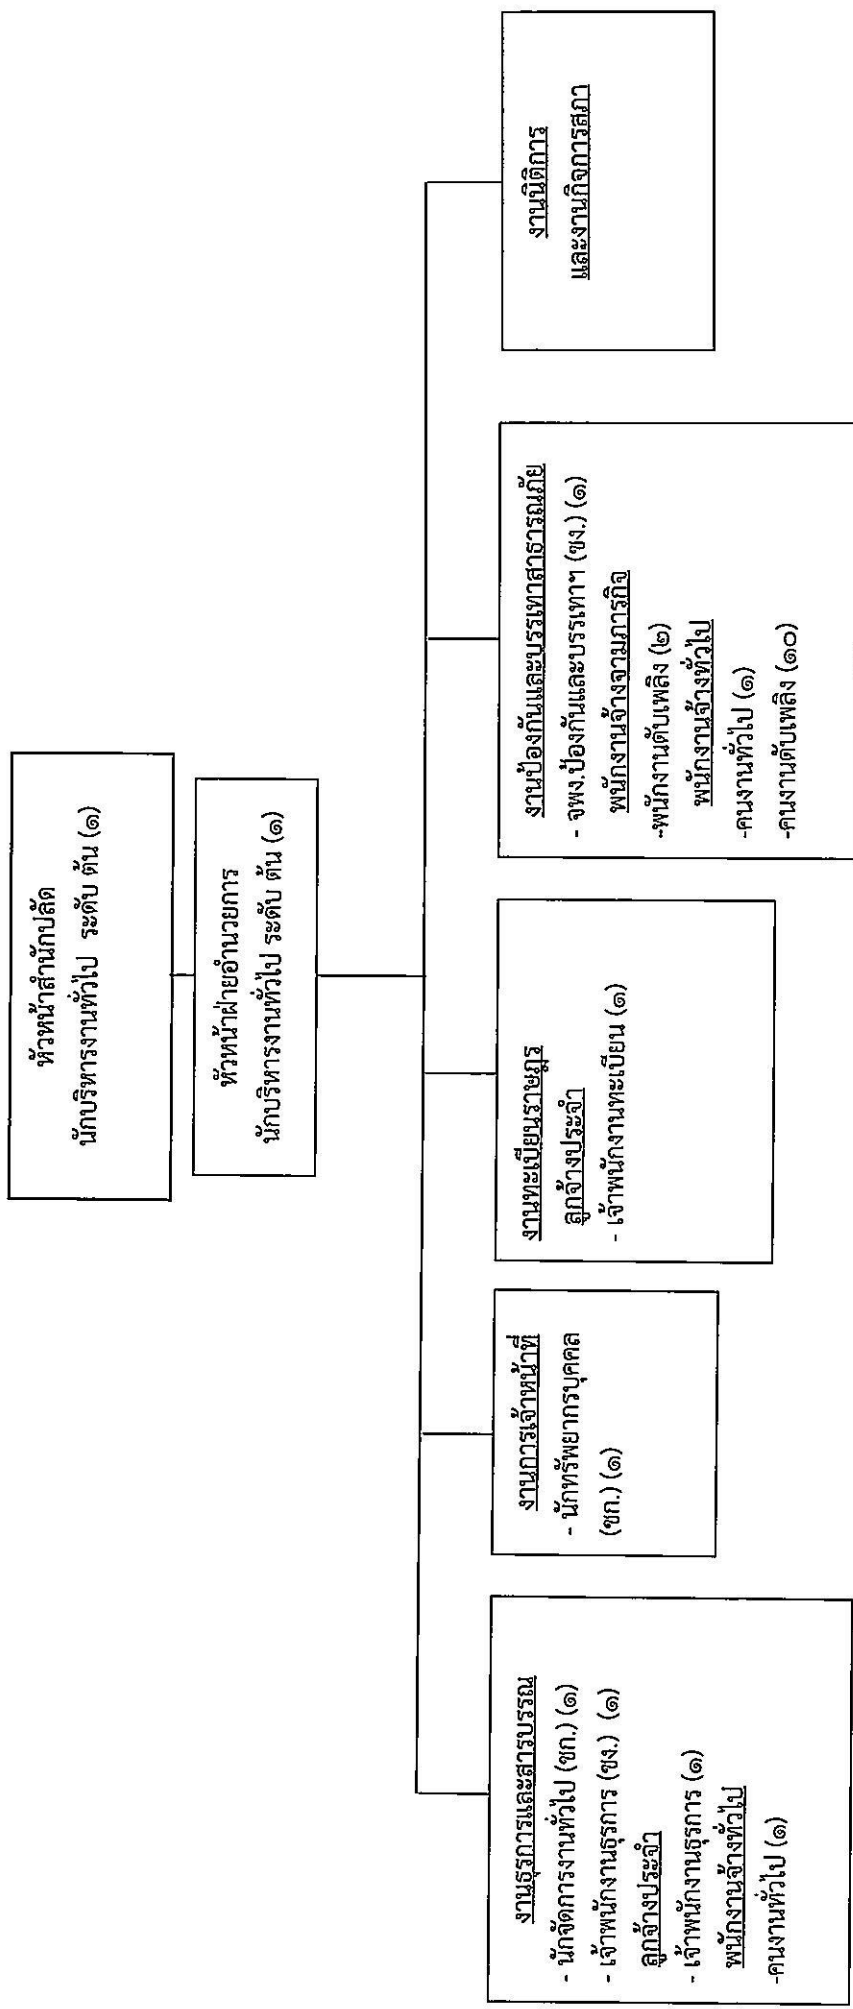 หัวหน้าสำนักปลัด
นักบริหารงานทั่วไป ระดับ ต้น (๑)
หัวหน้าฝ่ายอำนวยการ
นักบริหารงานทั่วไป ระดับ ต้น (๑)
งานธุรการและสารบรรณ
- นักจัดการงานทั่วไป (ชก.) (๑)
- เจ้าพนักงานธุรการ (ชง.) (๑)
ลูกจ้างประจำ
- เจ้าพนักงานธุรการ (๑)
พนักงานจ้างทั่วไป
-คนงานทั่วไป (๑)
งานการเจ้าหน้าที่
- นักทรัพยากรบุคคล
(ชก.) (๑)
งานทะเบียนราษฎร
ลูกจ้างประจำ
- เจ้าพนักงานทะเบียน (๑)
งานป้องกันและบรรเทาสาธารณภัย
- จพง.ป้องกันและบรรเทาฯ (ชง.) (๑)
พนักงานจ้างจามภารกิจ
-พนักงานดับเพลิง (๒)
พนักงานจ้างทั่วไป
-คนงานทั่วไป (๑)
-คนงานดับเพลิง (๑๐)
งานนิติการ
และงานกิจการสภา